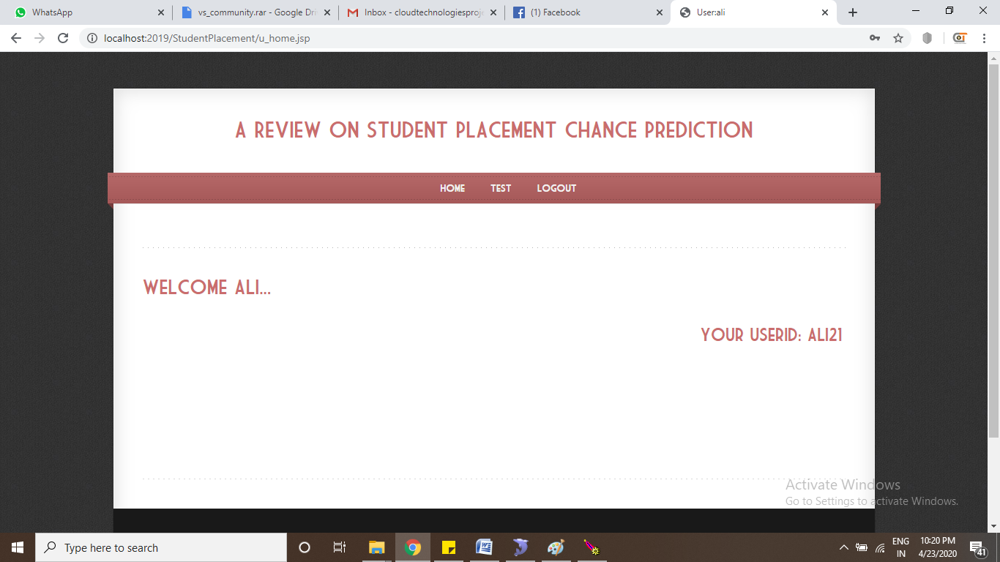 WhatsApp
vs_community.rar - Google Dri
Inbox - cloudtechnologiesproje
(1) Facebook
User:ali
localhost:2019/StudentPlacement/u_home.jsp
A REVIEW ON STUDENT PLACEMENT CHANCE PREDICTION
HOME TEST LOGOUT
WELCOME ALI...
YOUR USERID: ALI21
Activate Windows
Go to Settings to activate Windows.
Type here to search
ENG
IN
10:20 PM
4/23/2020
41